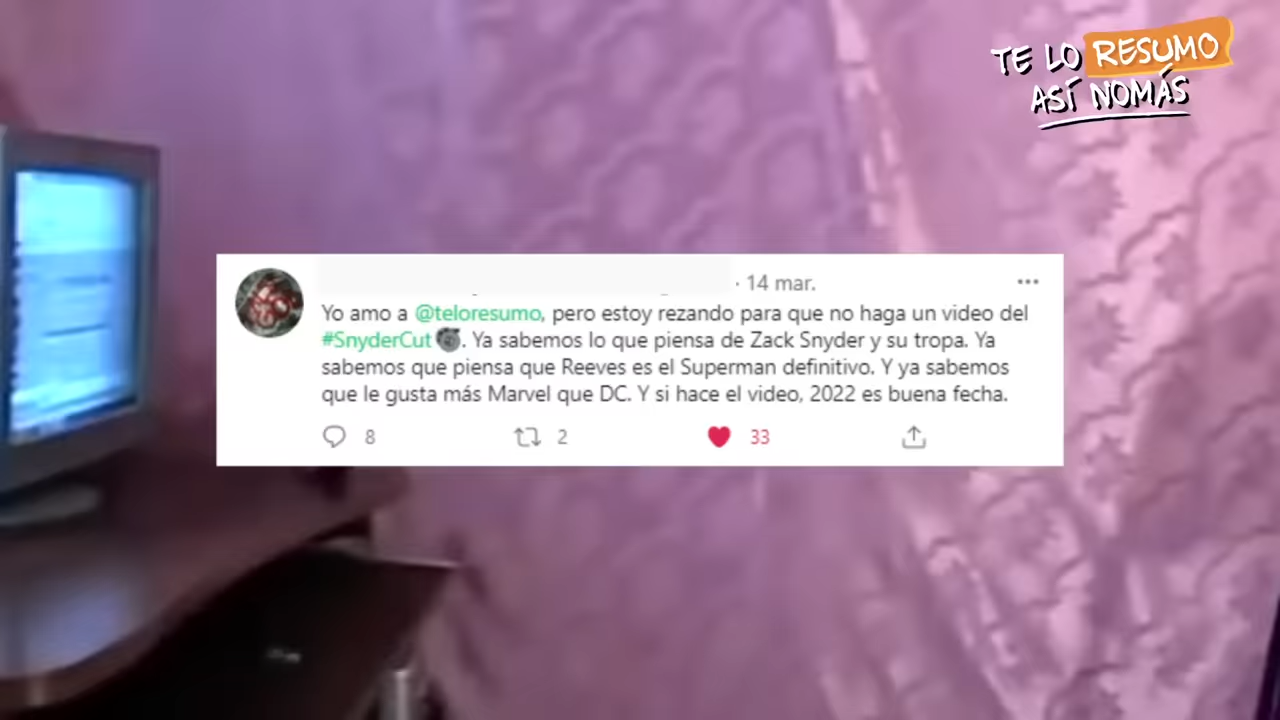 TE LO RESUMO
ASÍ NOMÁS
· 14 mar.
Yo amo a @teloresumo, pero estoy rezando para que no haga un video del
#SnyderCut. Ya sabemos lo que piensa de Zack Snyder y su tropa. Ya
sabemos que piensa que Reeves es el Superman definitivo. Y ya sabemos
que le gusta más Marvel que DC. Y si hace el video, 2022 es buena fecha.
8 2 33